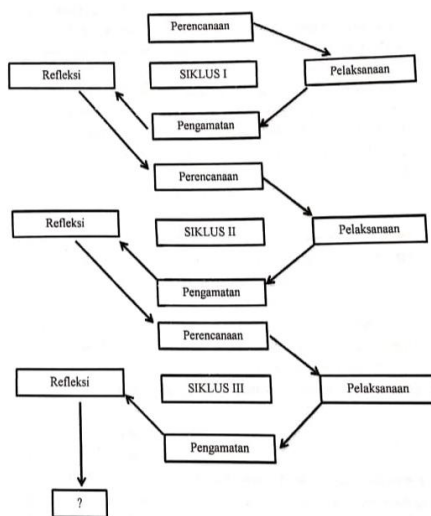 Perencanaan
Refleksi
SIKLUS I
Pelaksanaan
Pengamatan
Perencanaan
Refleksi
SIKLUS II
Pelaksanaan
Pengamatan
Perencanaan
Refleksi
SIKLUS III
Pelaksanaan
Pengamatan
?